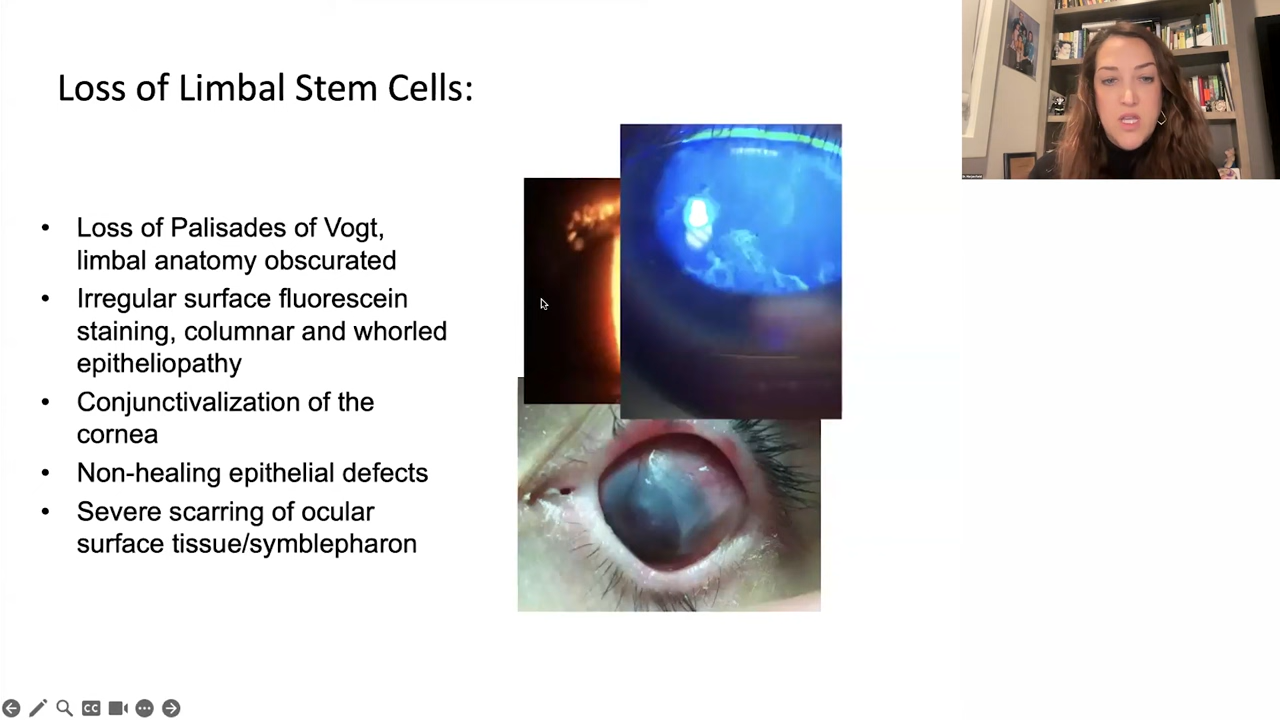 Loss of Limbal Stem Cells:
• Loss of Palisades of Vogt,
limbal anatomy obscurated
• Irregular surface fluorescein
staining, columnar and whorled
epitheliopathy
• Conjunctivalization of the
cornea
• Non-healing epithelial defects
• Severe scarring of ocular
surface tissue/symblepharon
CC